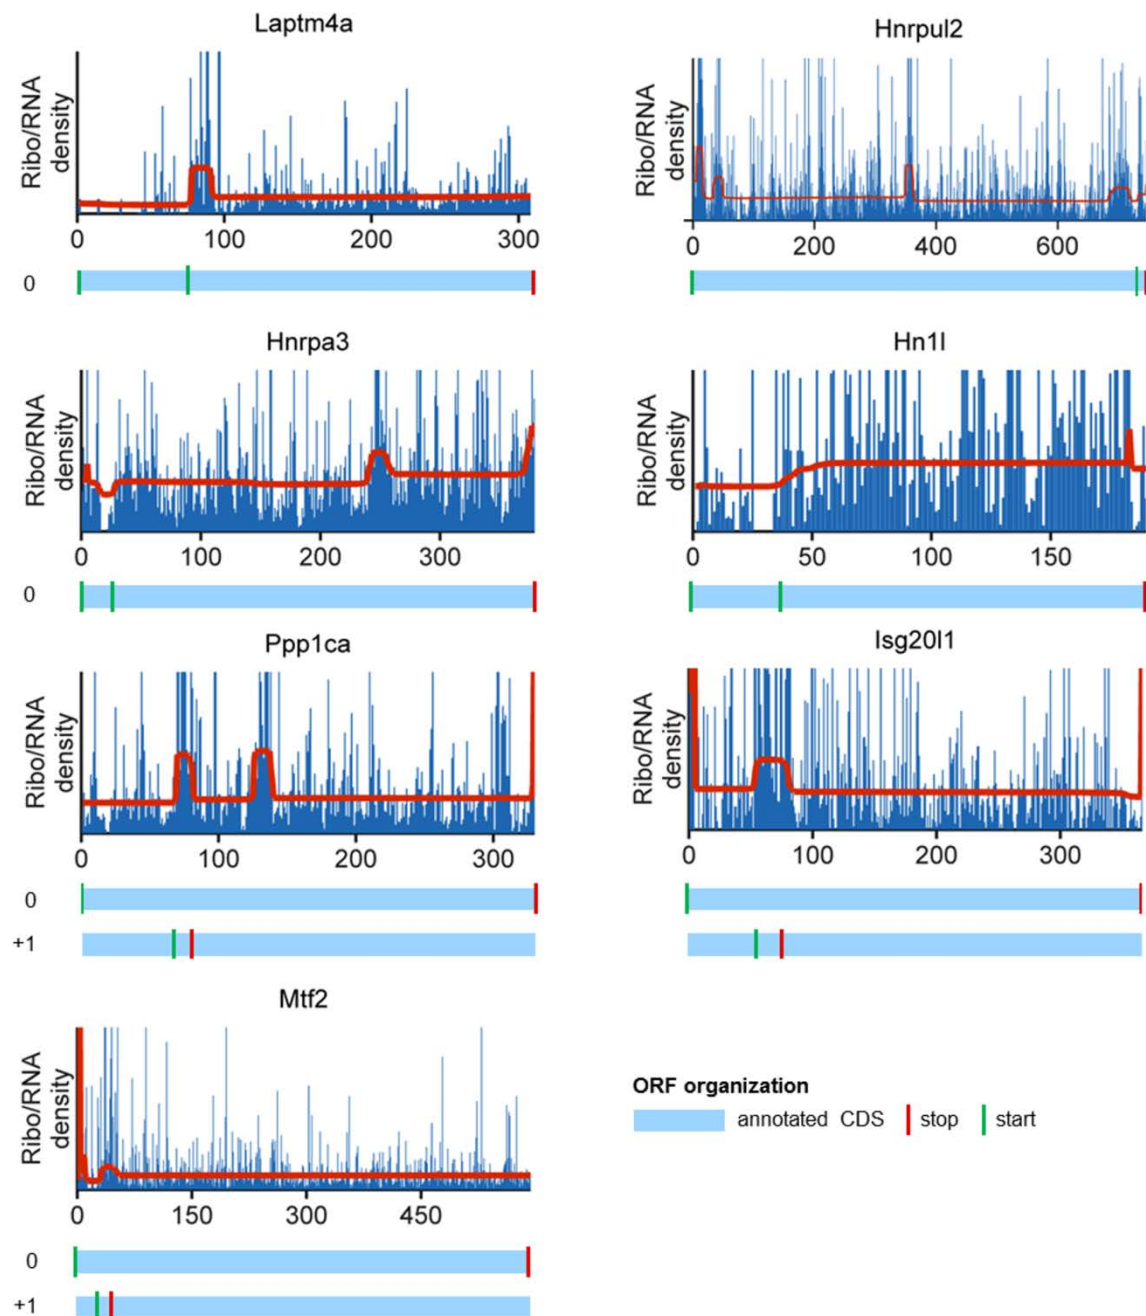 Laptm4a
Ribo/RNA
density
0 100 200 300
0
Hnrpul2
Ribo/RNA
density
0 200 400 600
Hnrpa3
Ribo/RNA
density
0 100 200 300
0
Hn1l
Ribo/RNA
density
0 50 100 150
Ppp1ca
Ribo/RNA
density
0 100 200 300
0
+1
Isg20l1
Ribo/RNA
density
0 100 200 300
Mtf2
Ribo/RNA
density
0 150 300 450
0
+1
ORF organization
annotated CDS stop start